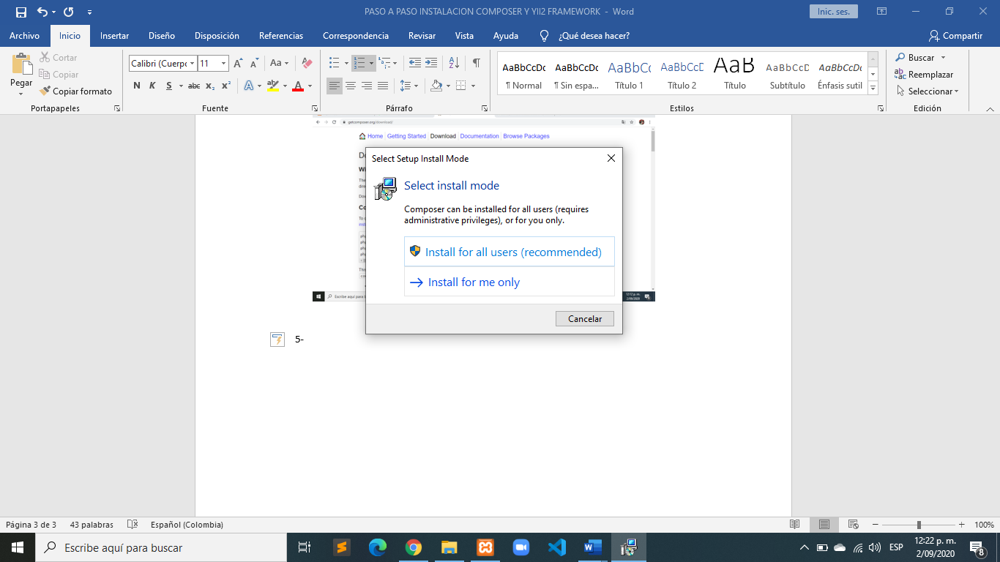 PASO A PASO INSTALACION COMPOSER Y YII2 FRAMEWORK - Word
Inic. ses.
Archivo Inicio Insertar Diseño Disposición Referencias Correspondencia Revisar Vista Ayuda ¿Qué desea hacer? Compartir
Pegar
Cortar
Copiar
Copiar formato
Portapapeles
Calibri (Cuerpo 11
Aa
N K S abc x₂ x²
Fuente
Párrafo
AaBbCcDc AaBbCcDc AaBbCc AaBbCcD AaB AaBbCcD AaBbCcDc
¶ Normal ¶ Sin espa... Título 1 Título 2 Título Subtítulo Énfasis sutil
Estilos
Buscar
Reemplazar
Seleccionar
Edición
getcomposer.org/download/
Home Getting Started Download Documentation Browse Packages
Select Setup Install Mode
Select install mode
Composer can be installed for all users (requires
administrative privileges), or for you only.
Install for all users (recommended)
Install for me only
Cancelar
Escribe aquí para
12:12 p. m.
2/09/2020
5-
Página 3 de 3 43 palabras Español (Colombia) 100%
Escribe aquí para buscar
ESP
12:22 p. m.
2/09/2020
8